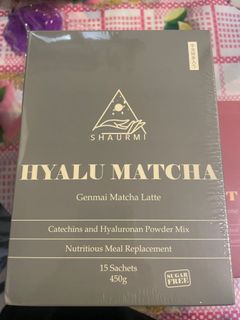 SHAURMI
HYALU MATCHA
Genmai Matcha Latte
Catechins and Hyaluronan Powder Mix
Nutritious Meal Replacement
15 Sachets
450g
SUGAR
FREE